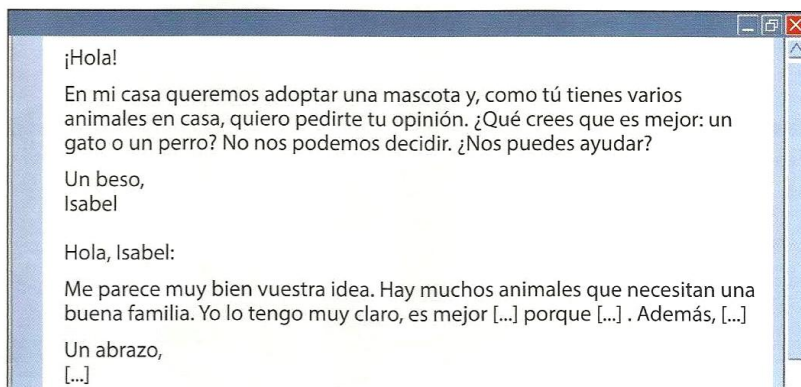 ¡Hola!
En mi casa queremos adoptar una mascota y, como tú tienes varios
animales en casa, quiero pedirte tu opinión. ¿Qué crees que es mejor: un
gato o un perro? No nos podemos decidir. ¿Nos puedes ayudar?
Un beso,
Isabel
Hola, Isabel:
Me parece muy bien vuestra idea. Hay muchos animales que necesitan una
buena familia. Yo lo tengo muy claro, es mejor [...] porque [...] . Además, [...]
Un abrazo,
[...]